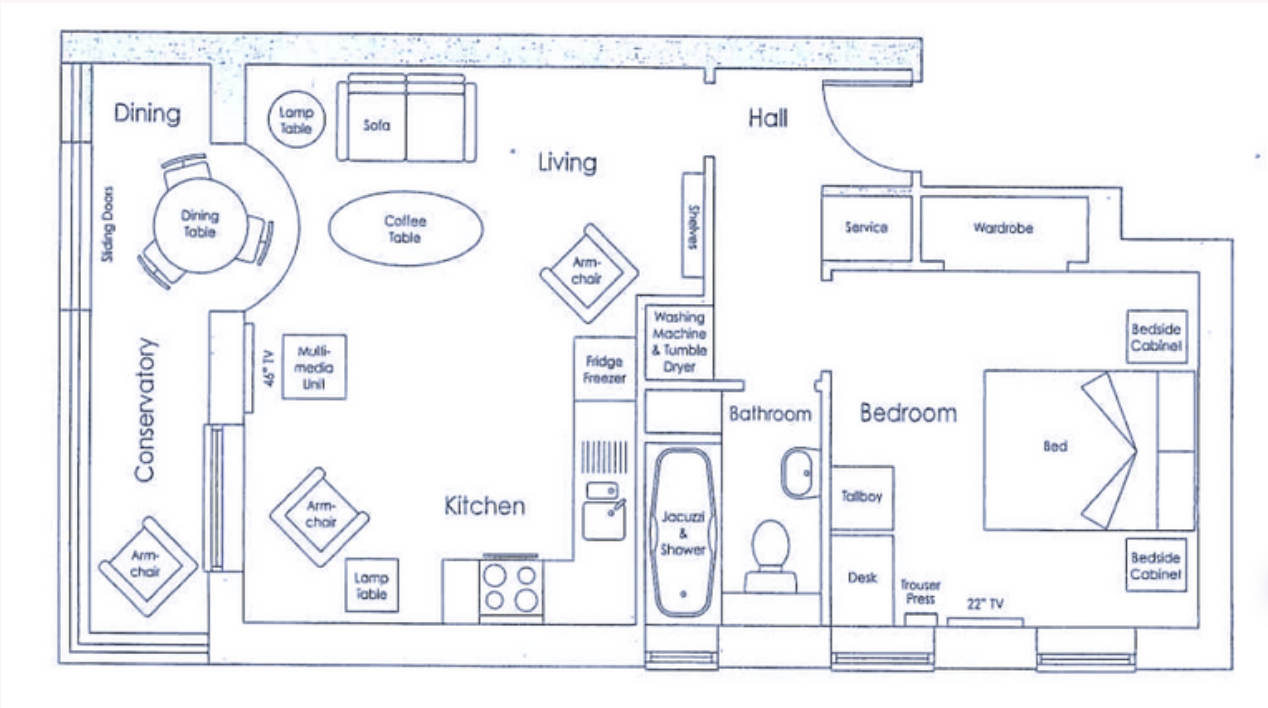 Dining
Lamp
Table
Sofa
Living
Hall
Sliding Doors
Dining
Table
Coffee
Table
Arm-
chair
Shelves
Service
Wardrobe
Conservatory
46" TV
Multi-
media
Unit
Fridge
Freezer
Washing
Machine
& Tumble
Dryer
Bathroom
Bedroom
Bedside
Cabinet
Bed
Arm-
chair
Kitchen
Jacuzzi
&
Shower
Tallboy
Arm-
chair
Lamp
Table
Desk
Trouser
Press
22" TV
Bedside
Cabinet